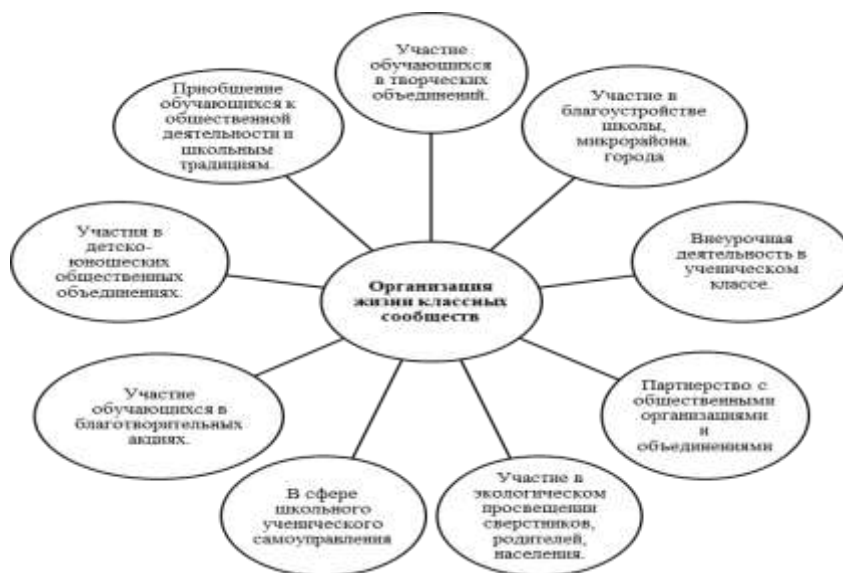 Участие
обучающихся
в творческих
объединений.
Участие в
благоустройстве
школы,
микрорайона.
города
Внеурочная
деятельность в
ученическом
классе.
Партнерство с
общественными
организациями
и
объединениями
Участие в
экологическом
просвещении
сверстников,
родителей,
населения.
В сфере
школьного
ученического
самоуправления
Участие
обучающихся в
благотворительных
акциях.
Участия в
детско-
юношеских
общественных
объединениях.
Приобщение
обучающихся к
общественной
деятельности и
школьным
традициям.
Организация
жизни классных
сообществ